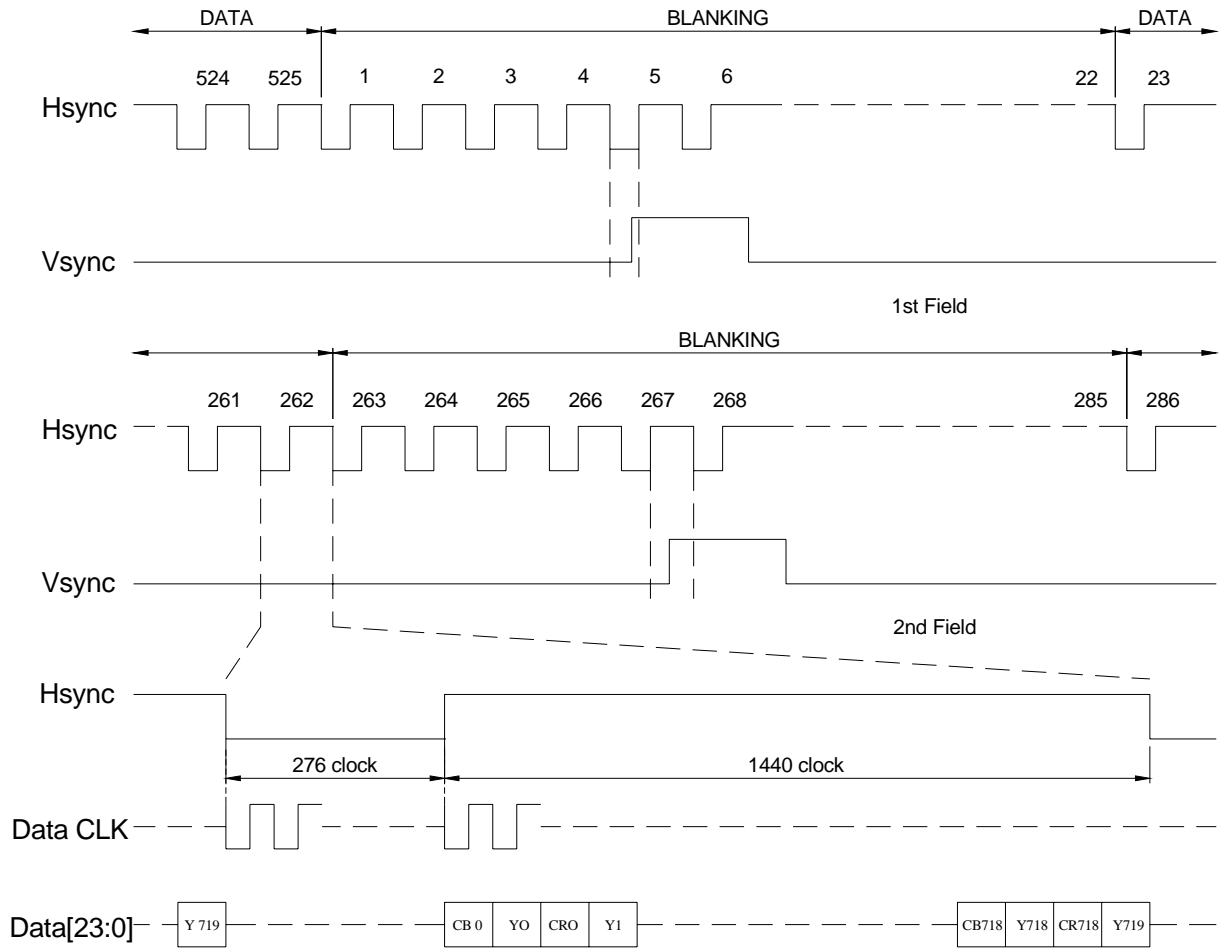 DATA BLANKING DATA
524 525 1 2 3 4 5 6 22 23
Hsync
Vsync
1st Field
BLANKING
261 262 263 264 265 266 267 268 285 286
Hsync
Vsync
2nd Field
Hsync
276 clock 1440 clock
Data CLK
Data[23:0] Y 719 CB 0 YO CRO Y1 CB718 Y718 CR718 Y719